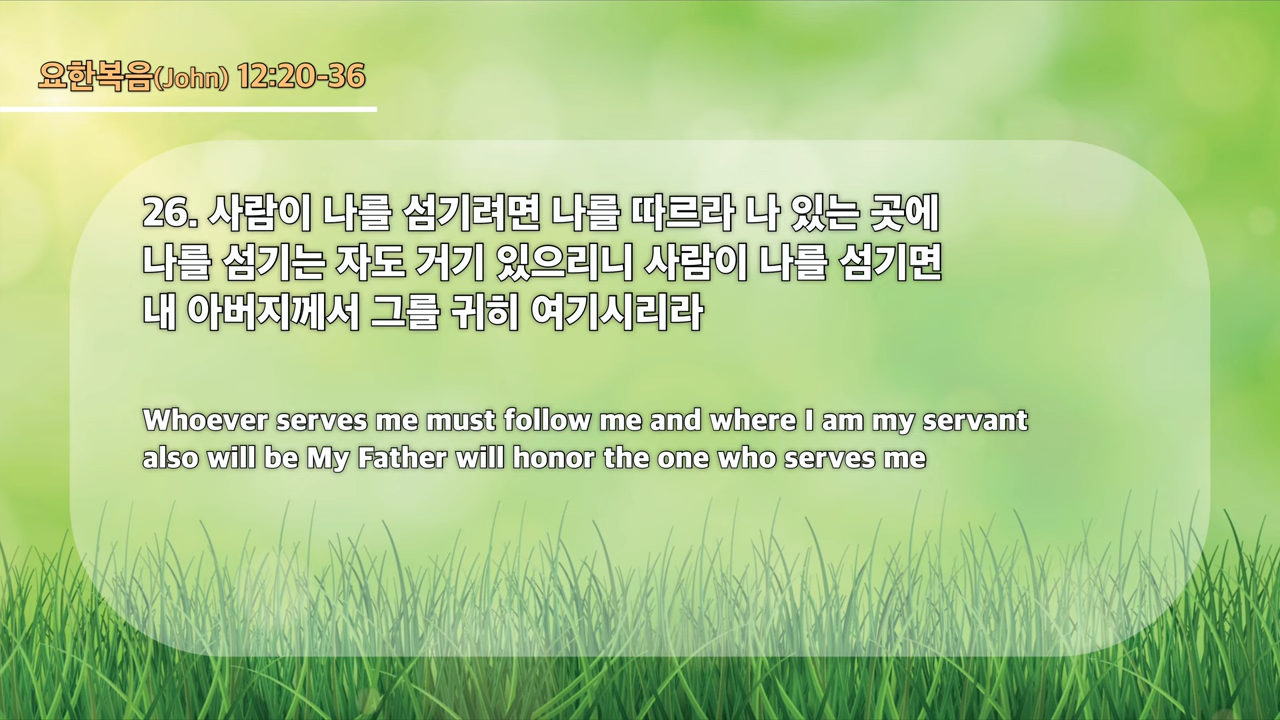 요한복음(John) 12:20-36
26. 사람이 나를 섬기려면 나를 따르라 나 있는 곳에
나를 섬기는 자도 거기 있으리니 사람이 나를 섬기면
내 아버지께서 그를 귀히 여기시리라
Whoever serves me must follow me and where I am my servant
also will be My Father will honor the one who serves me